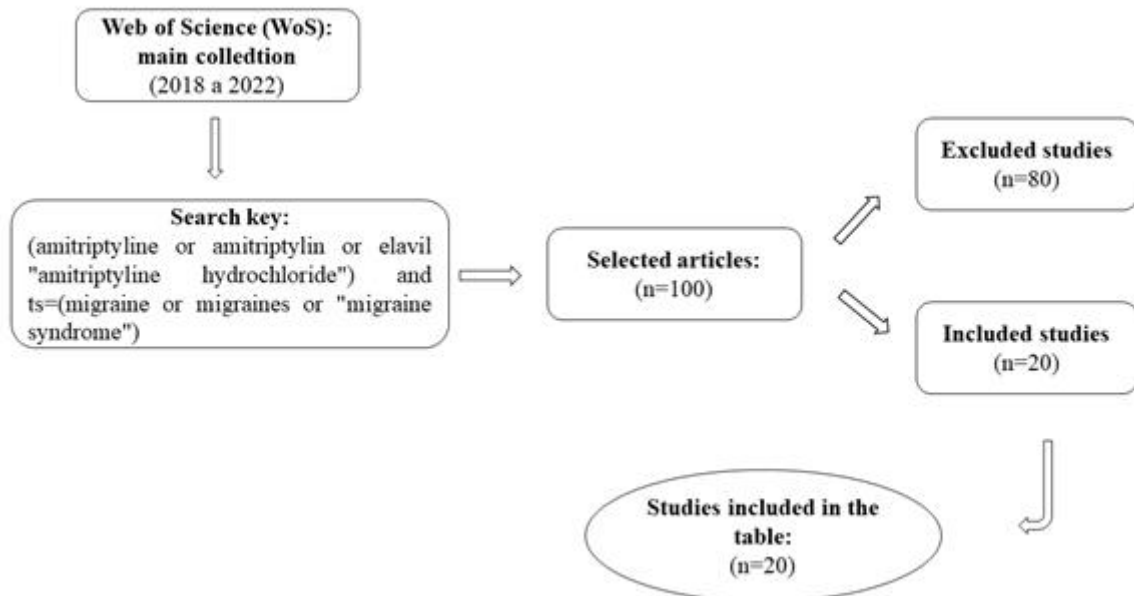 Web of Science (WoS):
main colledtion
(2018 a 2022)
Search key:
(amitriptyline or amitriptylin or elavil
"amitriptyline hydrochloride") and
ts=(migraine or migraines or "migraine
syndrome")
Selected articles:
(n=100)
Excluded studies
(n=80)
Included studies
(n=20)
Studies included in the
table:
(n=20)